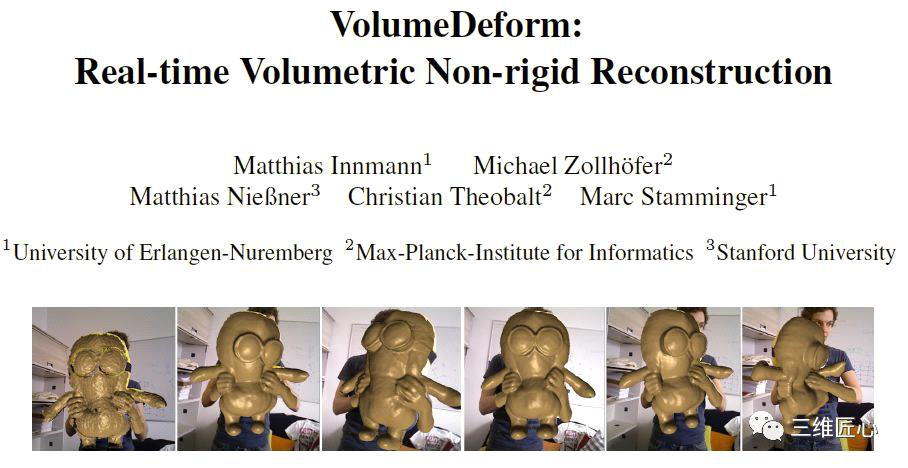 VolumeDeform:
Real-time Volumetric Non-rigid Reconstruction
Matthias Innmann¹ Michael Zollhöfer²
Matthias Nießner³ Christian Theobalt² Marc Stamminger¹
¹University of Erlangen-Nuremberg ²Max-Planck-Institute for Informatics ³Stanford University
三维匠心